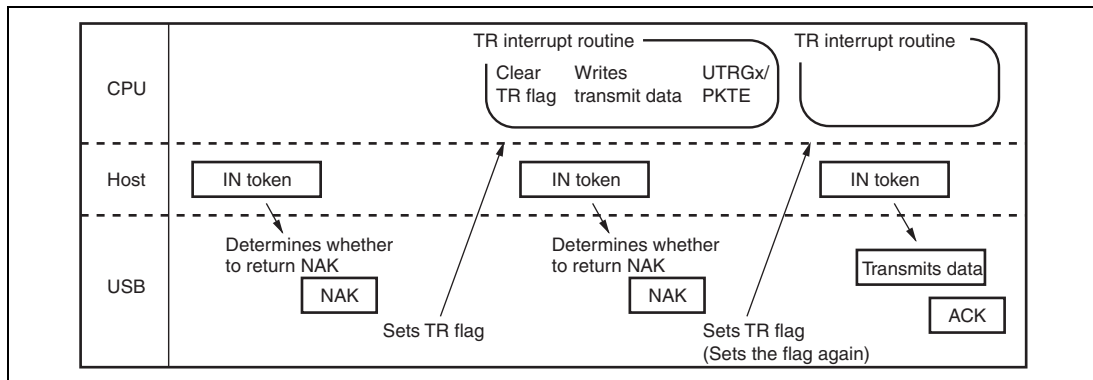 TR interrupt routine
TR interrupt routine
CPU
Clear
TR flag
Writes
transmit data
UTRGx/
PKTE
Host
IN token
IN token
IN token
USB
Determines whether
to return NAK
NAK
Sets TR flag
Determines whether
to return NAK
NAK
Sets TR flag
(Sets the flag again)
Transmits data
ACK